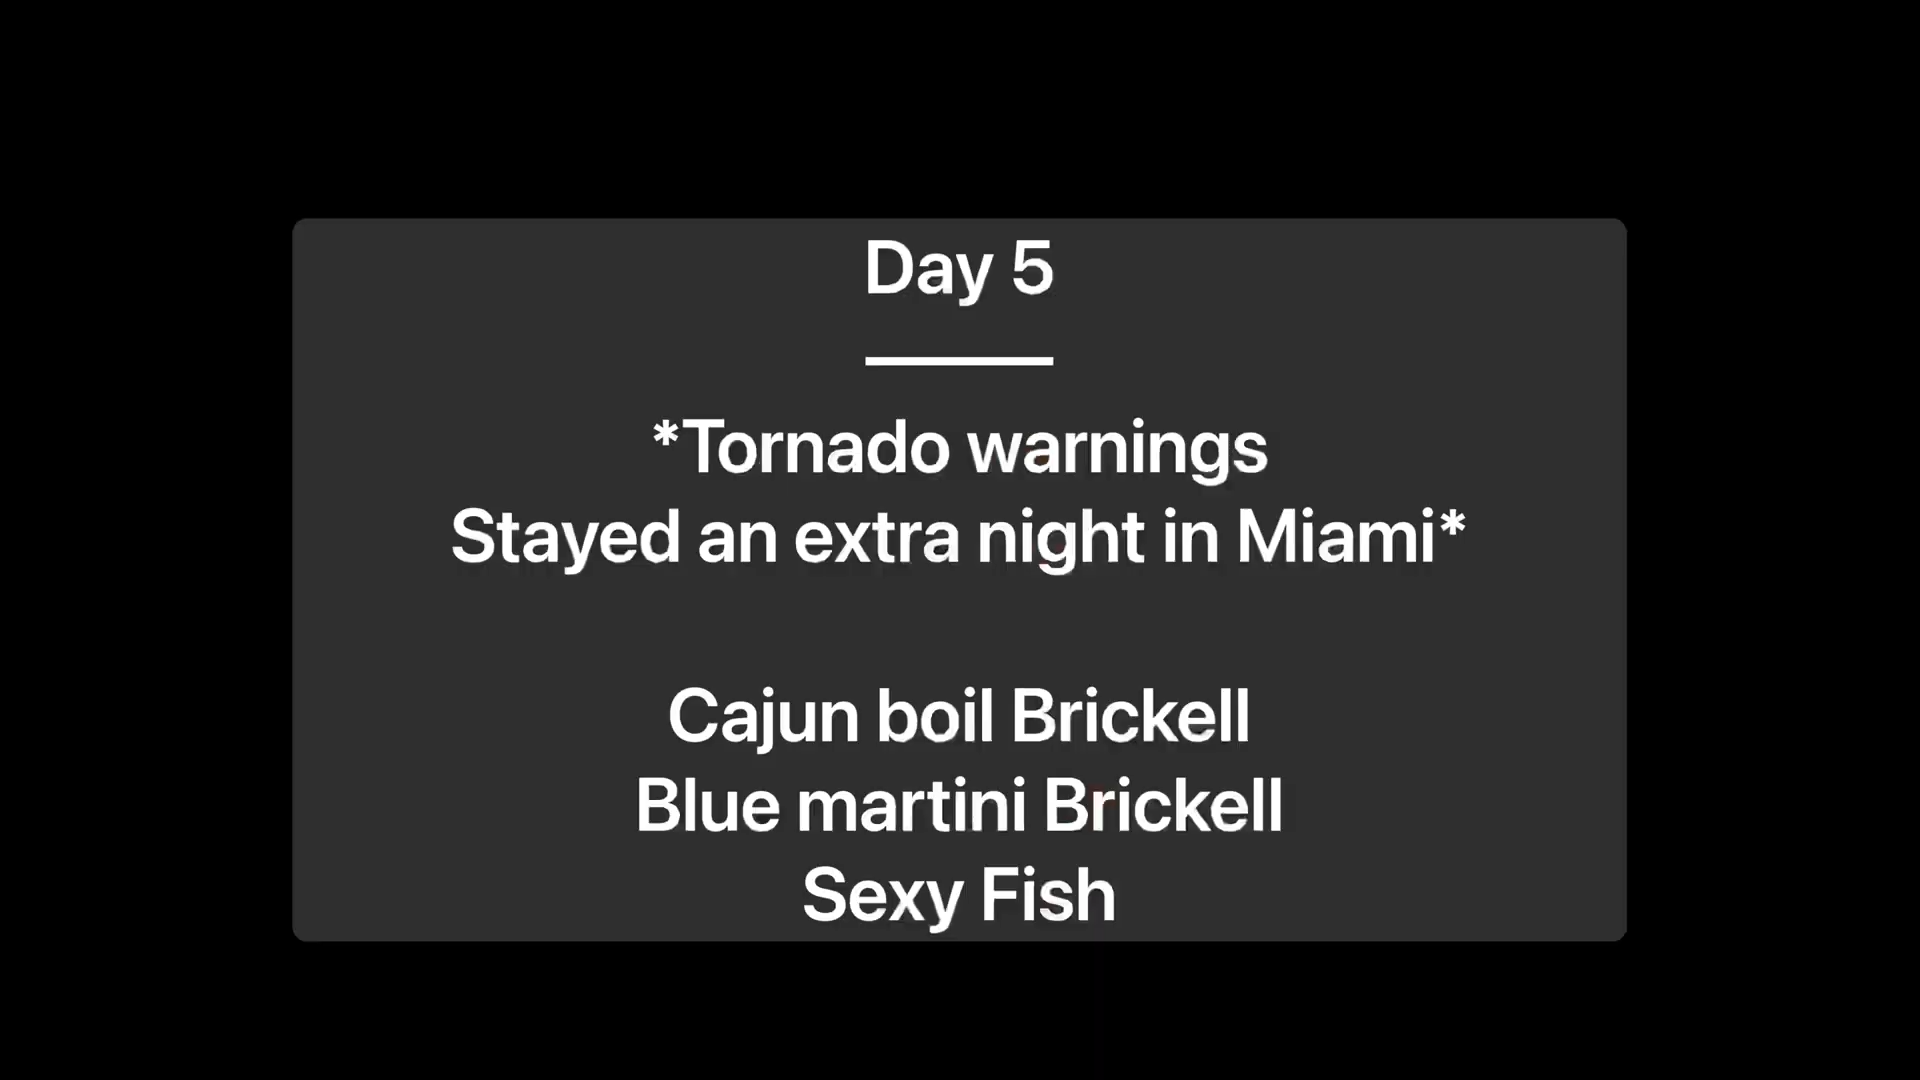 Day 5
*Tornado warnings
Stayed an extra night in Miami*
Cajun boil Brickell
Blue martini Brickell
Sexy Fish